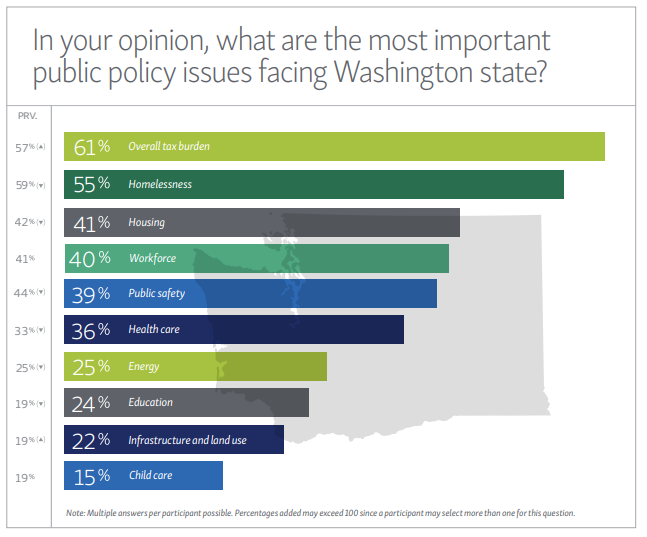 In your opinion, what are the most important
public policy issues facing Washington state?
PRV.
57% (▲) 61% Overall tax burden
59% (▼) 55% Homelessness
42% (▼) 41% Housing
41% 40% Workforce
44% (▼) 39% Public safety
33% (▼) 36% Health care
25% (▼) 25% Energy
19% (▼) 24% Education
19% (▲) 22% Infrastructure and land use
19% 15% Child care
Note: Multiple answers per participant possible. Percentages added may exceed 100 since a participant may select more than one for this question.